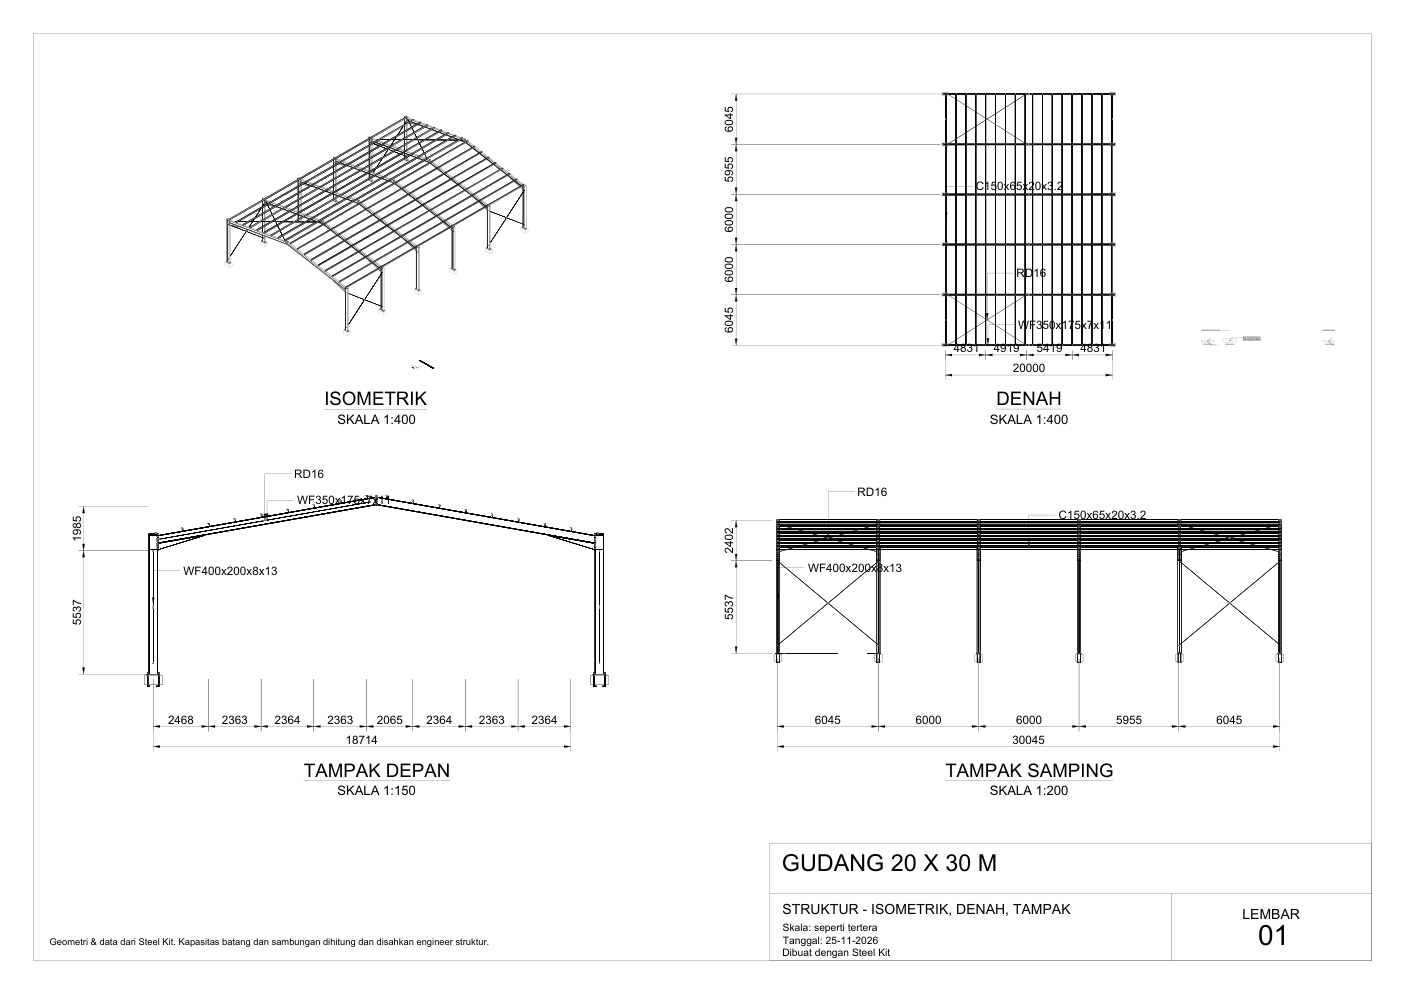 6045
5955
6000
6000
6045
C150x65x20x3.2
RD16
WF350x175x7x11
4831
4919
5419
4831
20000
ISOMETRIK
SKALA 1:400
DENAH
SKALA 1:400
RD16
WF350x175x7x11
1985
WF400x200x8x13
5537
2468
2363
2364
2363
2065
2364
2363
2364
18714
TAMPAK DEPAN
SKALA 1:150
RD16
C150x65x20x3.2
2402
WF400x200x8x13
5537
6045
6000
6000
5955
6045
30045
TAMPAK SAMPING
SKALA 1:200
GUDANG 20 X 30 M
STRUKTUR - ISOMETRIK, DENAH, TAMPAK
Skala: seperti tertera
Tanggal: 25-11-2026
Dibuat dengan Steel Kit
LEMBAR
01
Geometri & data dari Steel Kit. Kapasitas batang dan sambungan dihitung dan disahkan engineer struktur.